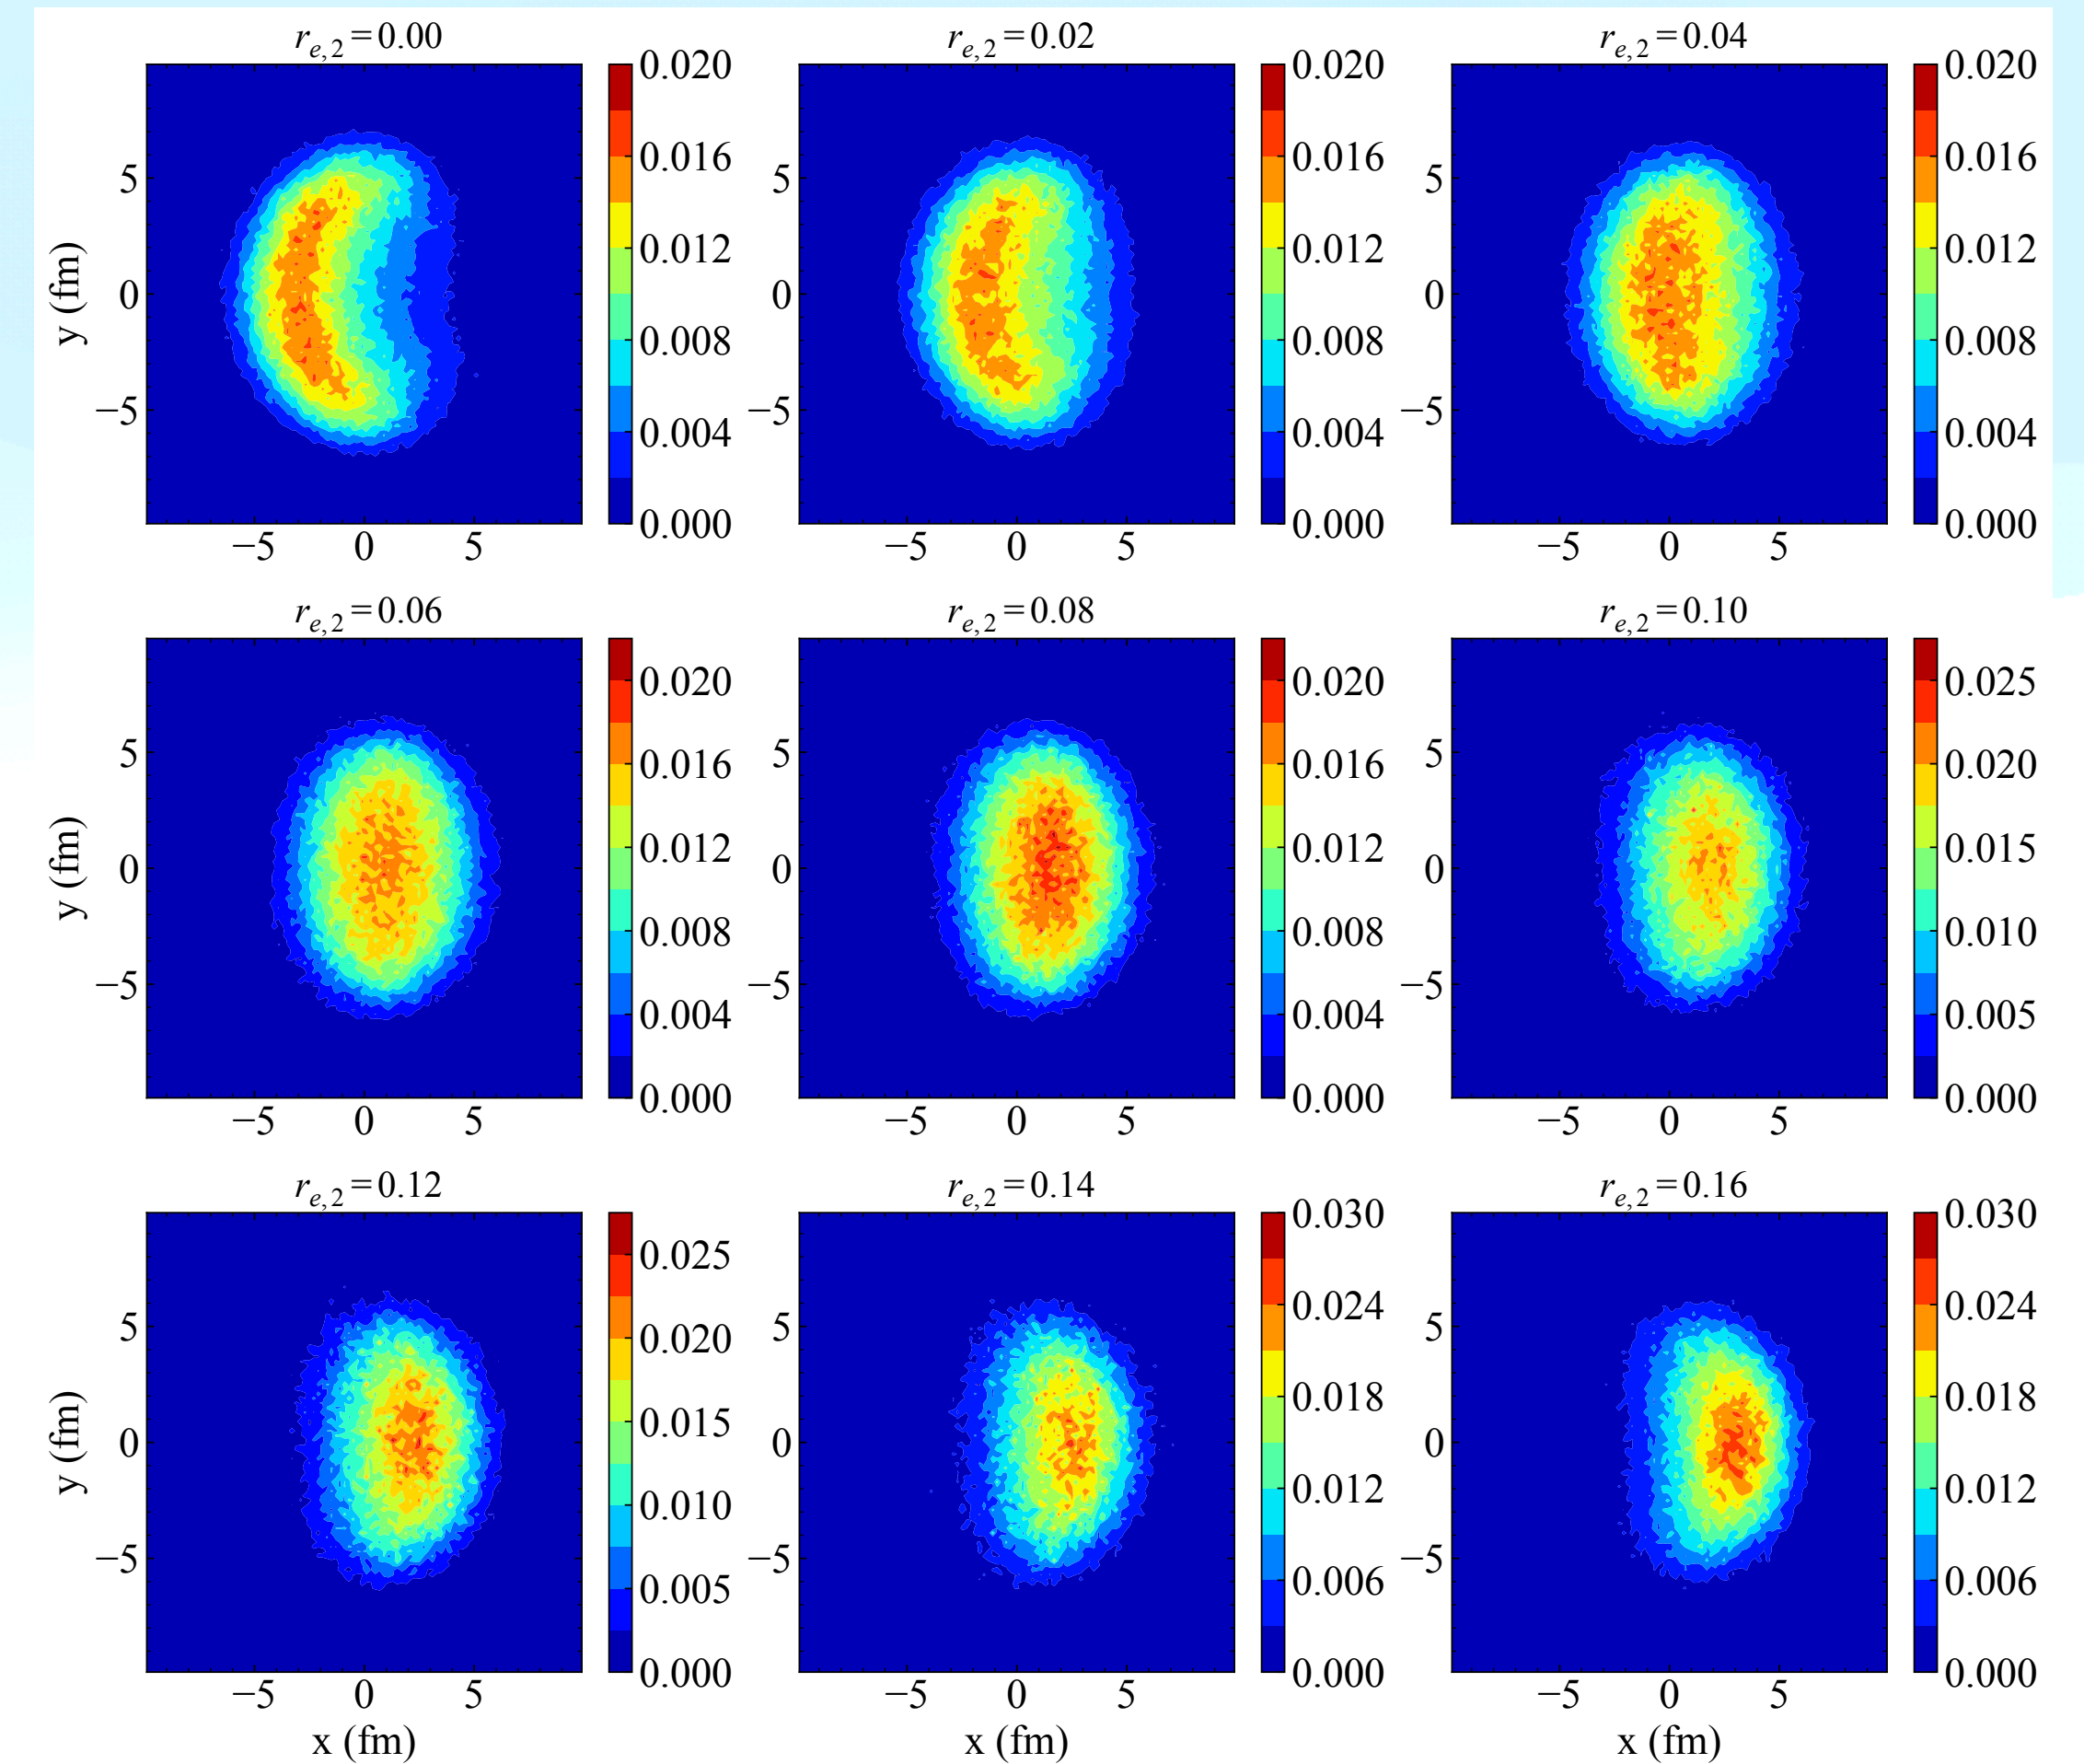 r_{e,2}=0.00 r_{e,2}=0.02 r_{e,2}=0.04
0.020 0.020 0.020
0.016 0.016 0.016
5 5 5
0.012 0.012 0.012
y (fm) 0 0 0
0.008 0.008 0.008
−5 −5 −5
0.004 0.004 0.004
0.000 0.000 0.000
−5 0 5 −5 0 5 −5 0 5
r_{e,2}=0.06 r_{e,2}=0.08 r_{e,2}=0.10
0.020 0.020 0.025
5 0.016 5 0.016 5 0.020
0.012 0.012 0.015
y (fm) 0 0 0
0.008 0.008 0.010
−5 −5 −5
0.004 0.004 0.005
0.000 0.000 0.000
−5 0 5 −5 0 5 −5 0 5
r_{e,2}=0.12 r_{e,2}=0.14 r_{e,2}=0.16
0.030 0.030
0.025
5 0.020 5 0.024 5 0.024
0.015 0.018 0.018
y (fm) 0 0 0
0.010 0.012 0.012
−5 −5 −5
0.005 0.006 0.006
0.000 0.000 0.000
−5 0 5 −5 0 5 −5 0 5
x (fm) x (fm) x (fm)